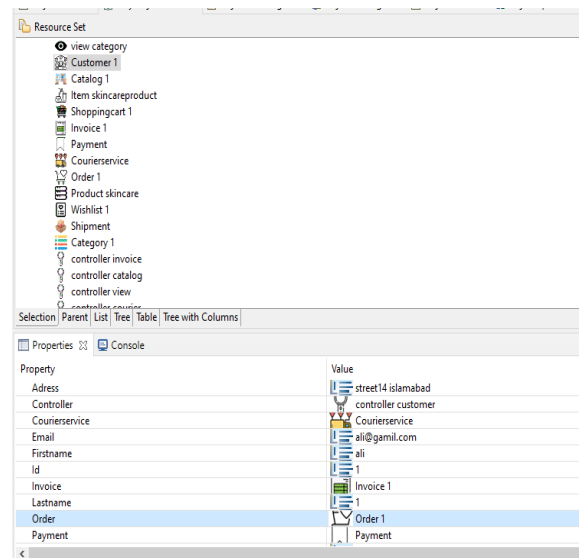 Resource Set
view category
Customer 1
Catalog 1
Item skincareproduct
Shoppingcart 1
Invoice 1
Payment
Courierservice
Order 1
Product skincare
Wishlist 1
Shipment
Category 1
controller invoice
controller catalog
controller view
controller courier
Selection Parent List Tree Table Tree with Columns
Properties Console
Property Value
Adress street14 islamabad
Controller controller customer
Courierservice Courierservice
Email ali@gamil.com
Firstname ali
Id 1
Invoice Invoice 1
Lastname 1
Order Order 1
Payment Payment